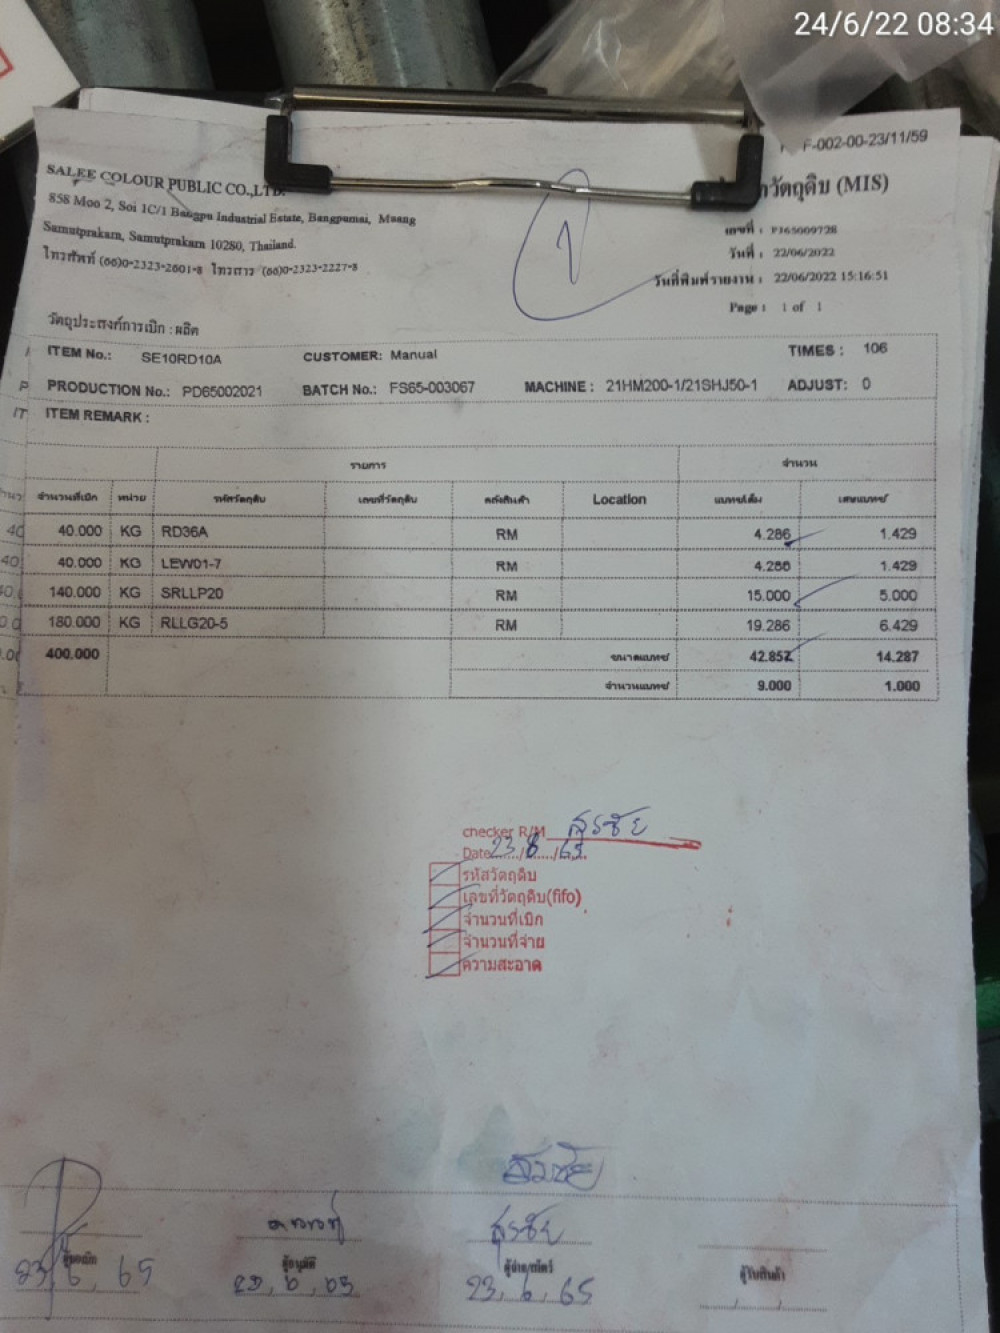 24/6/22 08:34
F-002-00-23/11/59
SALEE COLOUR PUBLIC CO.,LTD.
858 Moo 2, Soi 1C/1 Bangpu Industrial Estate, Bangpumai, Muang
Samutprakarn, Samutprakarn 10280, Thailand.
โทรศัพท์ (66)0-2323-2601-8 โทรสาร (66)0-2323-2227-8
วัตถุดิบ (MIS)
เลขที่ : PJ65009728
วันที่ : 22/06/2022
วันที่พิมพ์รายงาน : 22/06/2022 15:16:51
Page : 1 of 1
1
วัตถุประสงค์การเบิก : ผลิต
ITEM No.: SE10RD10A CUSTOMER: Manual TIMES : 106
PRODUCTION No.: PD65002021 BATCH No.: FS65-003067 MACHINE : 21HM200-1/21SHJ50-1 ADJUST: 0
ITEM REMARK :
รายการ จำนวน
จำนวนที่เบิก หน่วย รหัสวัตถุดิบ เลขที่วัตถุดิบ คลังสินค้า Location แบทช์เต็ม เศษแบทช์
40.000 KG RD36A RM 4.286 1.429
40.000 KG LEW01-7 RM 4.286 1.429
140.000 KG SRLLP20 RM 15.000 5.000
180.000 KG RLLG20-5 RM 19.286 6.429
400.000 ขนาดแบทช์ 42.857 14.287
จำนวนแบทช์ 9.000 1.000
checker R/M สุรชัย
Date 23/6/65
รหัสวัตถุดิบ
เลขที่วัตถุดิบ(fifo)
จำนวนที่เบิก
จำนวนที่จ่าย
ความสะอาด
สมชัย
สุรชัย
ผู้ขอเบิก ผู้อนุมัติ ผู้จ่าย/สโตร์ ผู้รับสินค้า
23, 6, 65 23, 6, 65 23, 6, 65